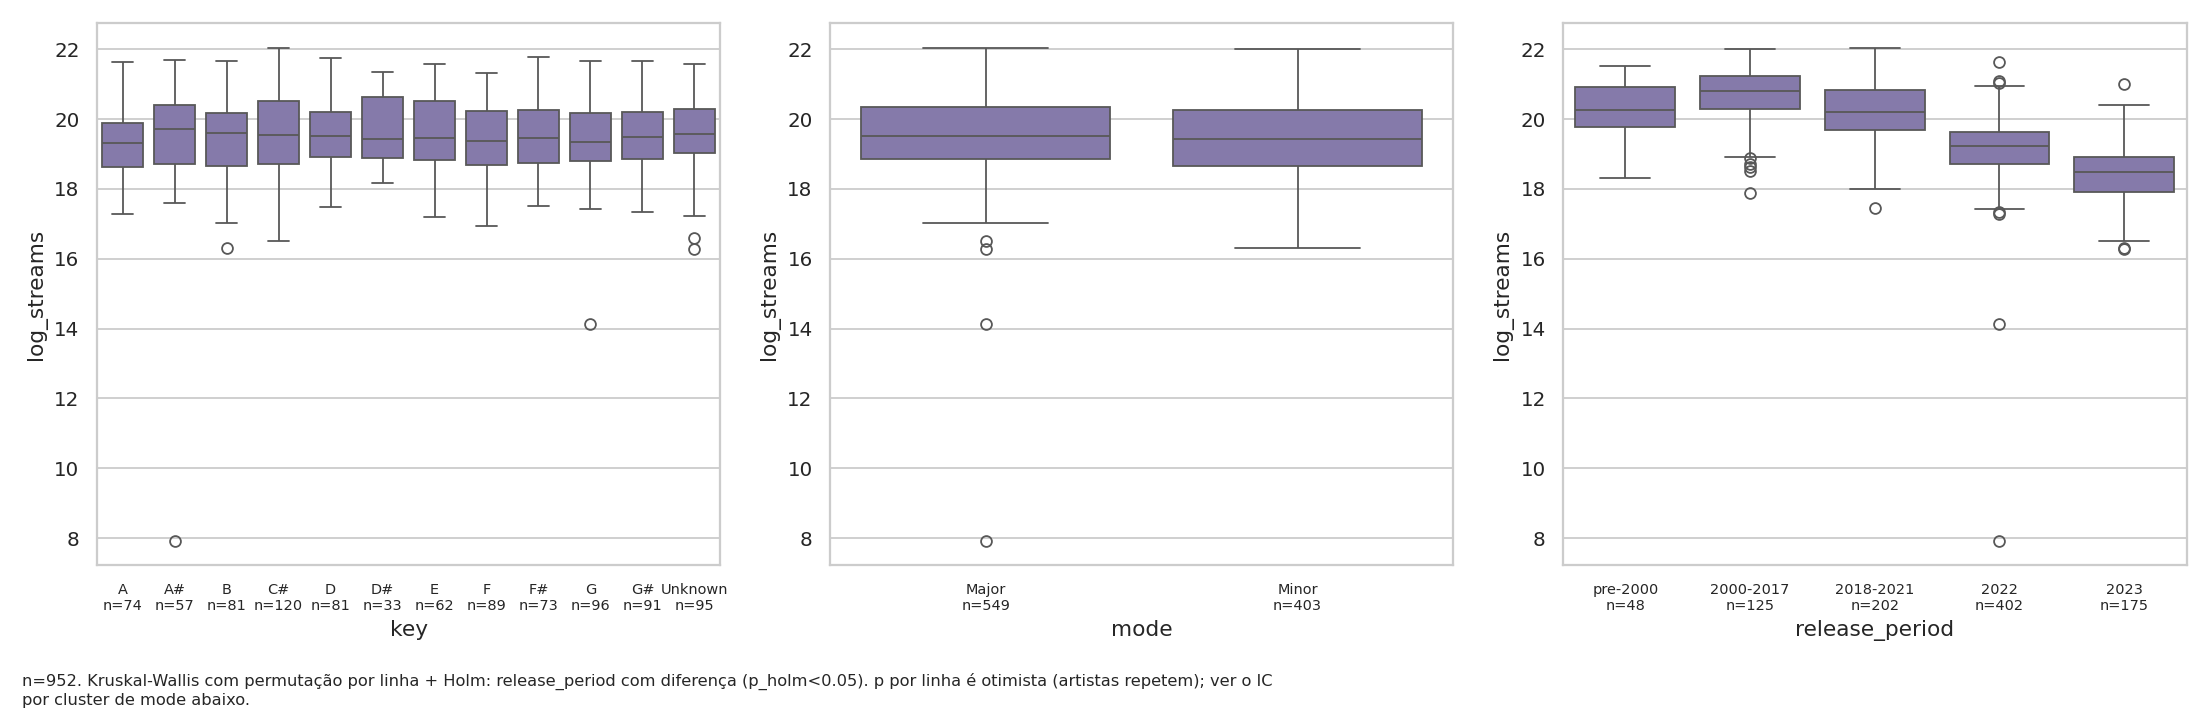 22
20
18
16
14
12
10
8
log_streams
A
n=74
A#
n=57
B
n=81
C#
n=120
D
n=81
D#
n=33
E
n=62
F
n=89
F#
n=73
G
n=96
G#
n=91
Unknown
n=95
key
22
20
18
16
14
12
10
8
log_streams
Major
n=549
Minor
n=403
mode
22
20
18
16
14
12
10
8
log_streams
pre-2000
n=48
2000-2017
n=125
2018-2021
n=202
2022
n=402
2023
n=175
release_period
n=952. Kruskal-Wallis com permutação por linha + Holm: release_period com diferença (p_holm<0.05). p por linha é otimista (artistas repetem); ver o IC
por cluster de mode abaixo.